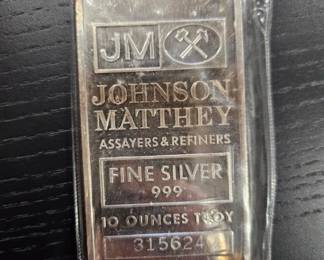 JM
JOHNSON
MATTHEY
ASSAYERS & REFINERS
FINE SILVER
999
10 OUNCES TROY
315624